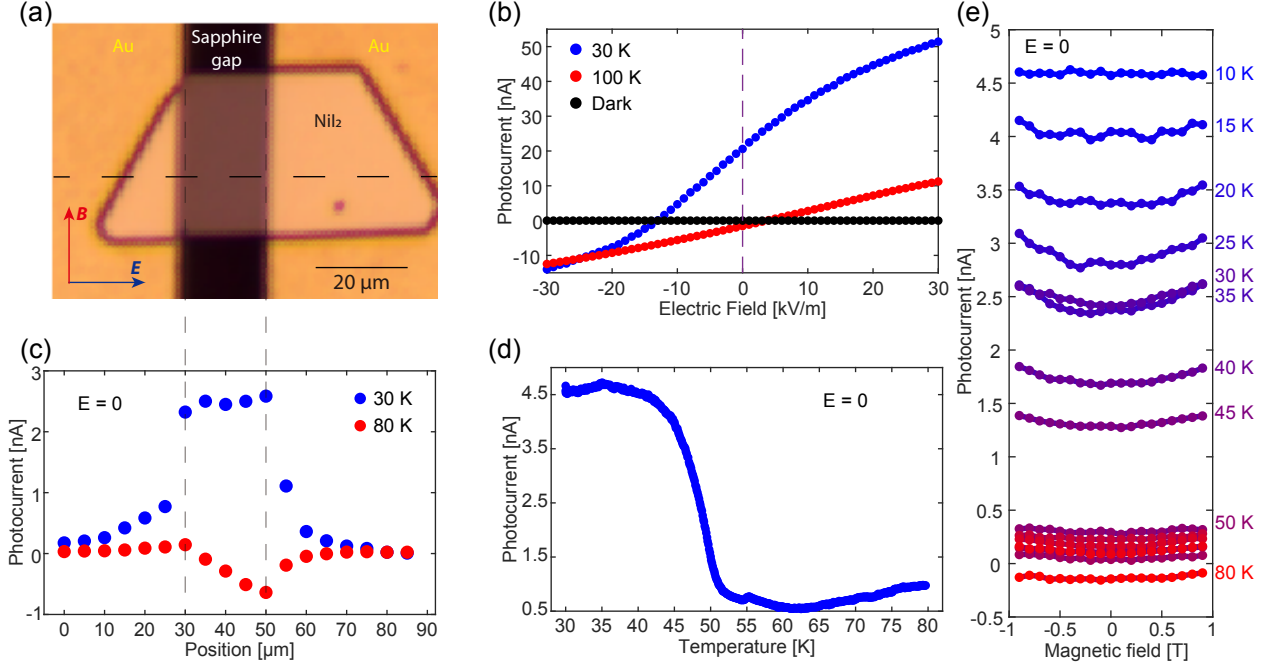 (a)
Au
Sapphire
gap
Au
NiI₂
B
E
20 µm
(b)
Photocurrent [nA]
50
40
30
20
10
0
-10
30 K
100 K
Dark
-30
-20
-10
0
10
20
30
Electric Field [kV/m]
(c)
Photocurrent [nA]
3
2
1
0
-1
E = 0
30 K
80 K
0
10
20
30
40
50
60
70
80
90
Position [µm]
(d)
Photocurrent [nA]
4.5
3.5
4.5
1.5
0.5
E = 0
30
35
40
45
50
55
60
65
70
75
80
Temperature [K]
(e)
Photocurrent [nA]
5
4.5
4
3.5
3
2.5
2
1.5
1
0.5
0
-0.5
E = 0
10 K
15 K
20 K
25 K
30 K
35 K
40 K
45 K
50 K
80 K
-1
-0.5
0
0.5
1
Magnetic field [T]